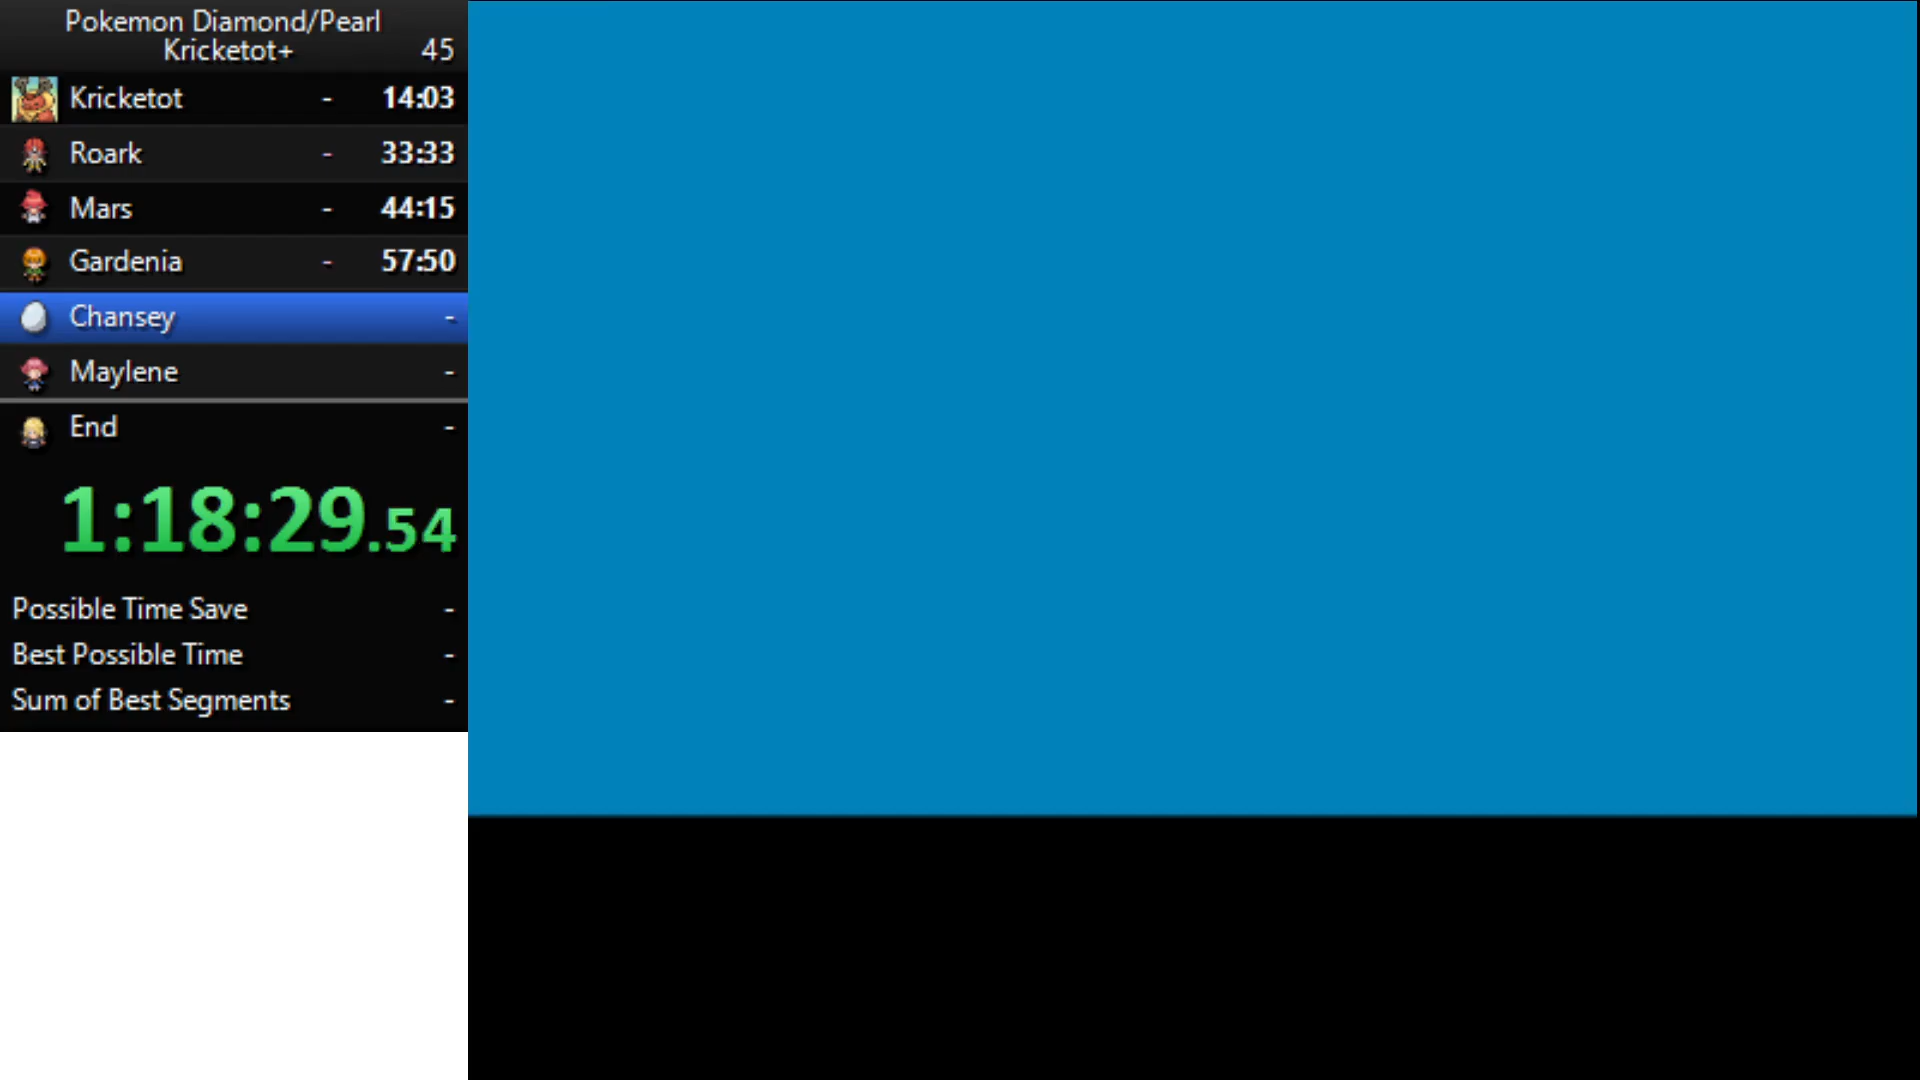 Pokemon Diamond/Pearl
Kricketot+ 45
Kricketot - 14:03
Roark - 33:33
Mars - 44:15
Gardenia - 57:50
Chansey -
Maylene -
End -
1:18:29.54
Possible Time Save -
Best Possible Time -
Sum of Best Segments -